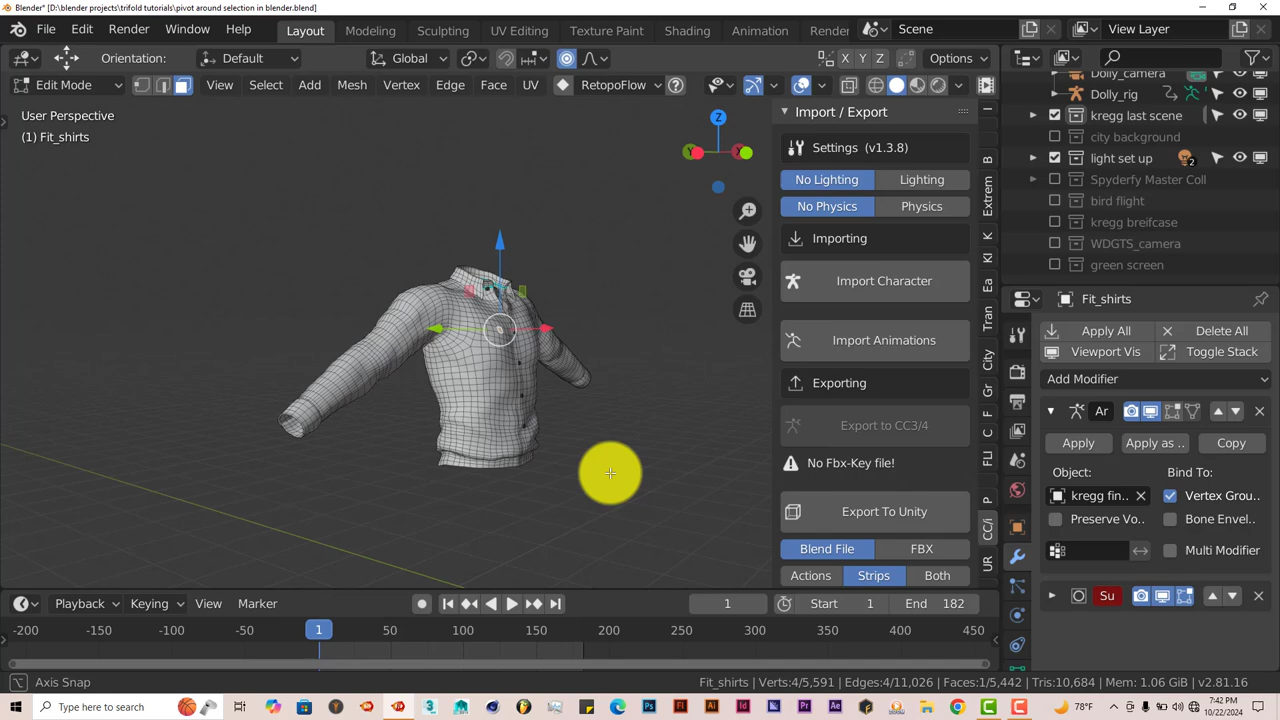 Blender* [D:\blender projects\trifold tutorials\pivot around selection in blender.blend]
File Edit Render Window Help Layout Modeling Sculpting UV Editing Texture Paint Shading Animation Render Scene View Layer
Orientation: Default Global X Y Z Options
Edit Mode View Select Add Mesh Vertex Edge Face UV RetopoFlow
User Perspective
(1) Fit_shirts
Z
Y X
Import / Export
Settings (v1.3.8)
No Lighting Lighting
No Physics Physics
Importing
Import Character
Import Animations
Exporting
Export to CC3/4
No Fbx-Key file!
Export To Unity
Blend File FBX
Actions Strips Both
I
B
Extrem
K
KI
Ea
Tran
City
Gr
F
C
FLI
P
CC/i
UR
Dolly_camera
Dolly_rig
kregg last scene
city background
light set up 2
Spyderfy Master Coll
bird flight
kregg breifcase
WDGTS_camera
green screen
Fit_shirts
Apply All Delete All
Viewport Vis Toggle Stack
Add Modifier
Ar
Apply Apply as .. Copy
Object: Bind To:
kregg fin.. Vertex Grou..
Preserve Vo.. Bone Envel..
Multi Modifier
Su
Playback Keying View Marker 1 Start 1 End 182
-200 -150 -100 -50 1 50 100 150 200 250 300 350 400 450
Axis Snap Fit_shirts | Verts:4/5,591 | Edges:4/11,026 | Faces:1/5,442 | Tris:10,684 | Mem: 1.06 GiB | v2.81.16
Type here to search 78°F 7:42 PM
10/22/2024